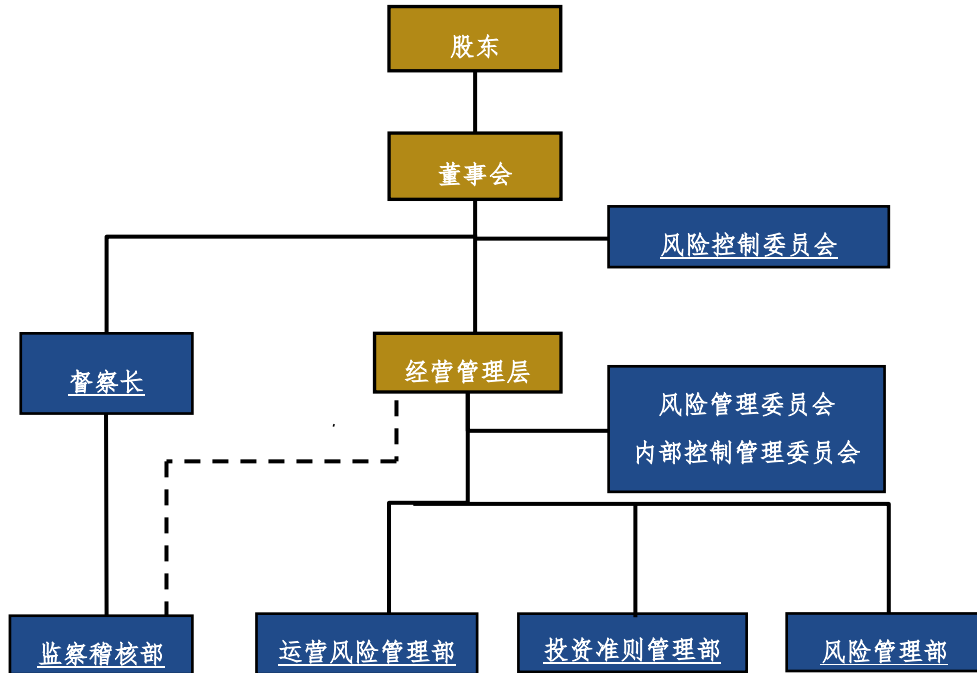 股东
董事会
风险控制委员会
督察长
经营管理层
风险管理委员会
内部控制管理委员会
监察稽核部
运营风险管理部
投资准则管理部
风险管理部